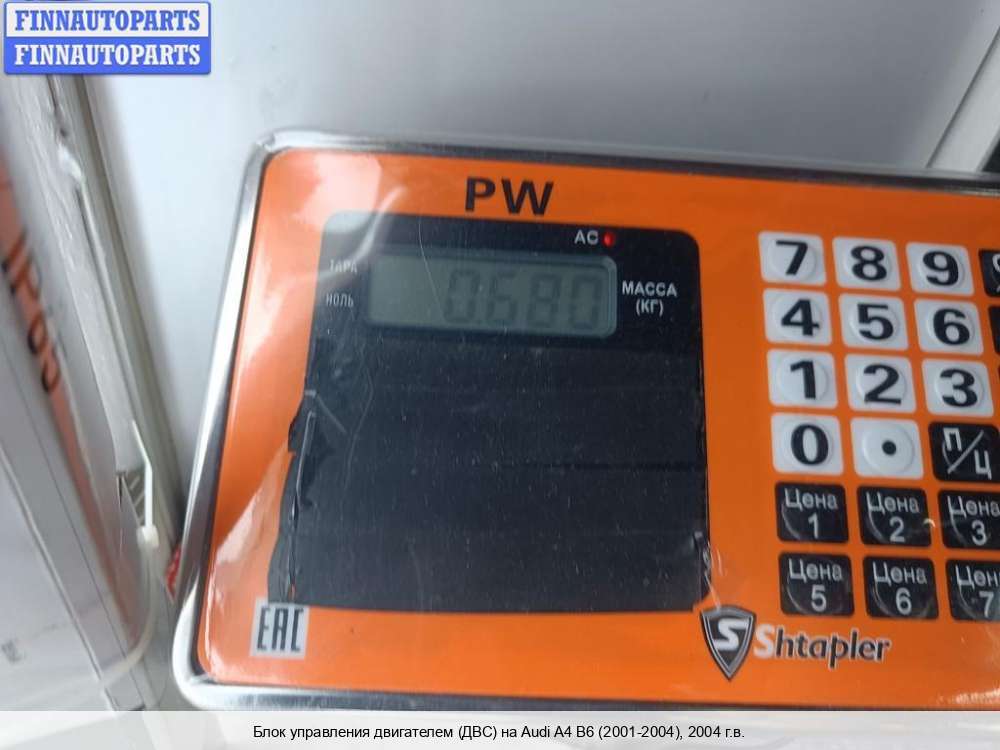 FINNAUTOPARTS
FINNAUTOPARTS
PW
AC
ТАРА
НОЛЬ
0.680
МАССА
(КГ)
7 8 9
4 5 6
1 2 3
0 • П/Ц
Цена 1 Цена 2 Цена 3
Цена 5 Цена 6 Цена 7
EAC
S Shtapler
IP65
Блок управления двигателем (ДВС) на Audi A4 B6 (2001-2004), 2004 г.в.